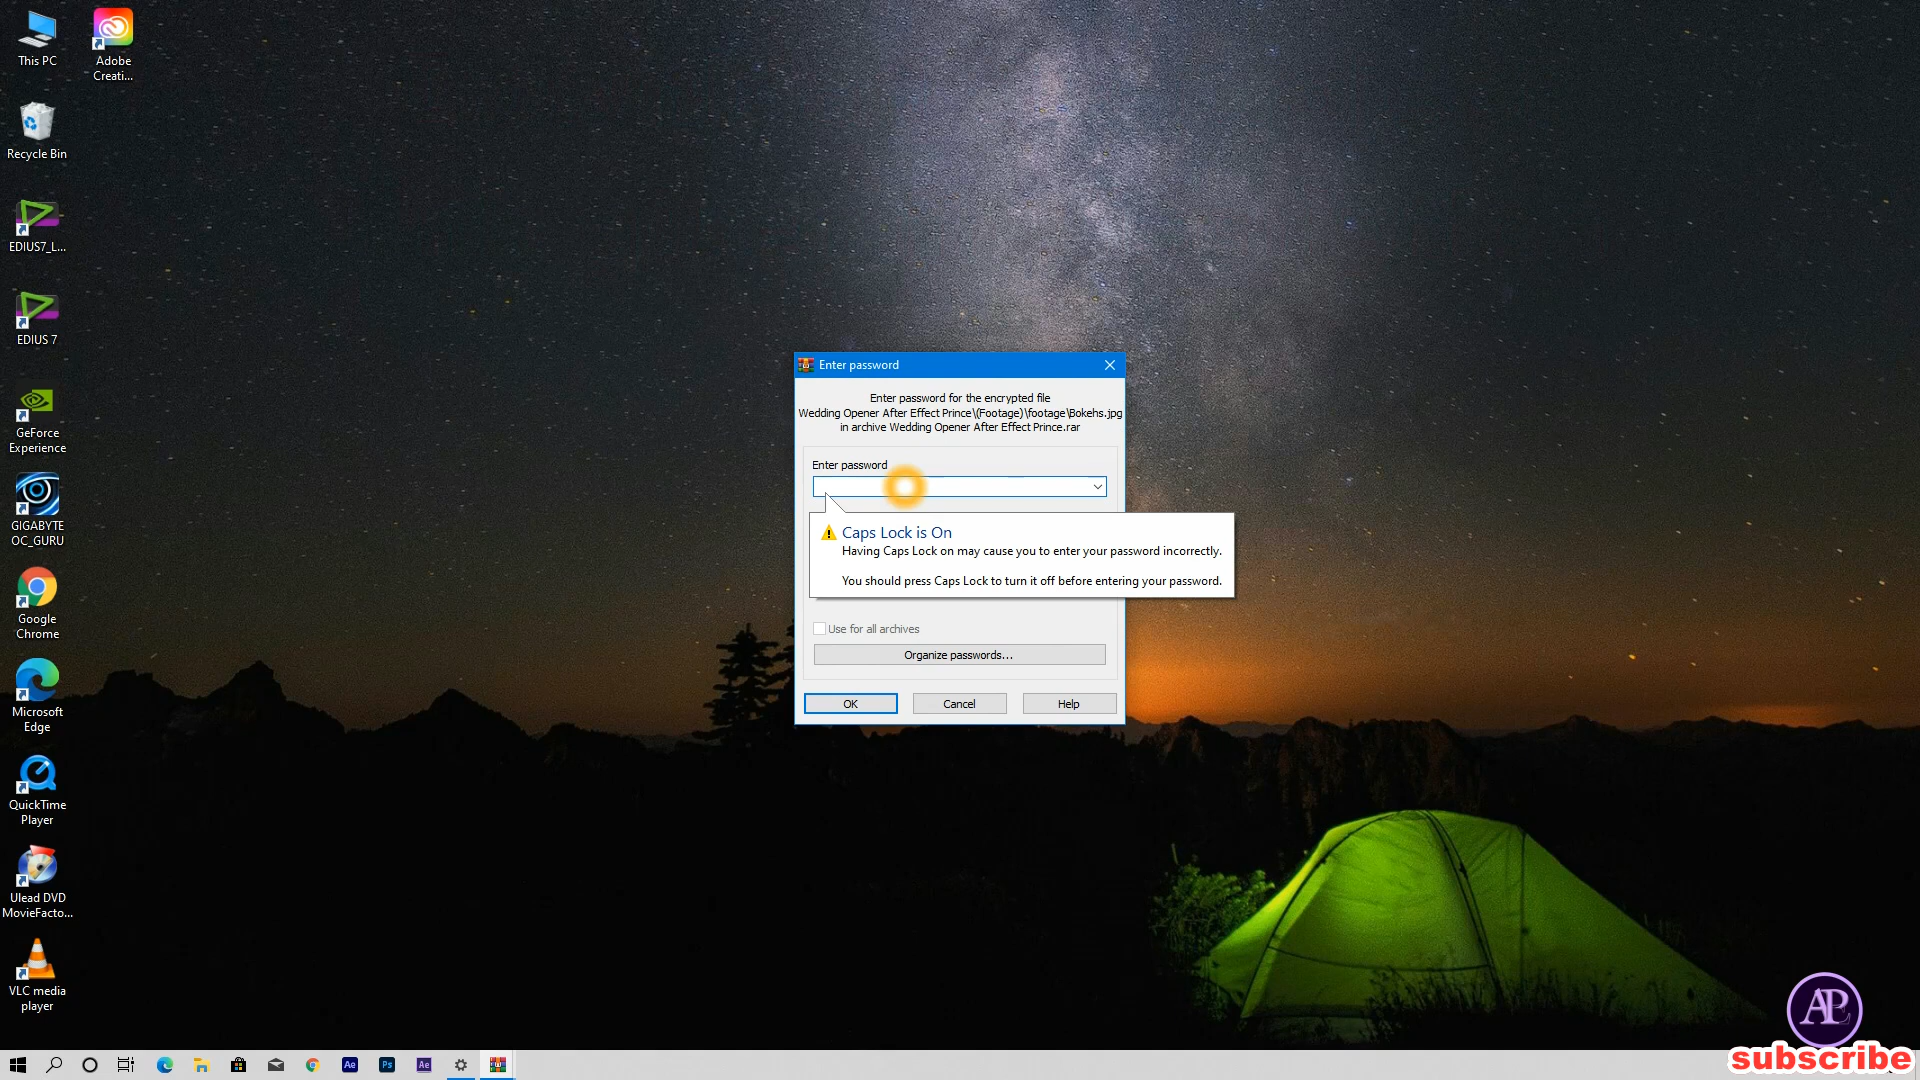 This PC
Adobe
Creati...
Recycle Bin
EDIUS7_L...
EDIUS 7
GeForce
Experience
GIGABYTE
OC_GURU
Google
Chrome
Microsoft
Edge
QuickTime
Player
Ulead DVD
MovieFacto...
VLC media
player
Enter password
Enter password for the encrypted file
Wedding Opener After Effect Prince\(Footage)\footage\Bokehs.jpg
in archive Wedding Opener After Effect Prince.rar
Enter password
Caps Lock is On
Having Caps Lock on may cause you to enter your password incorrectly.
You should press Caps Lock to turn it off before entering your password.
Use for all archives
Organize passwords...
OK
Cancel
Help
Ae
Ps
Ae
AP
subscribe